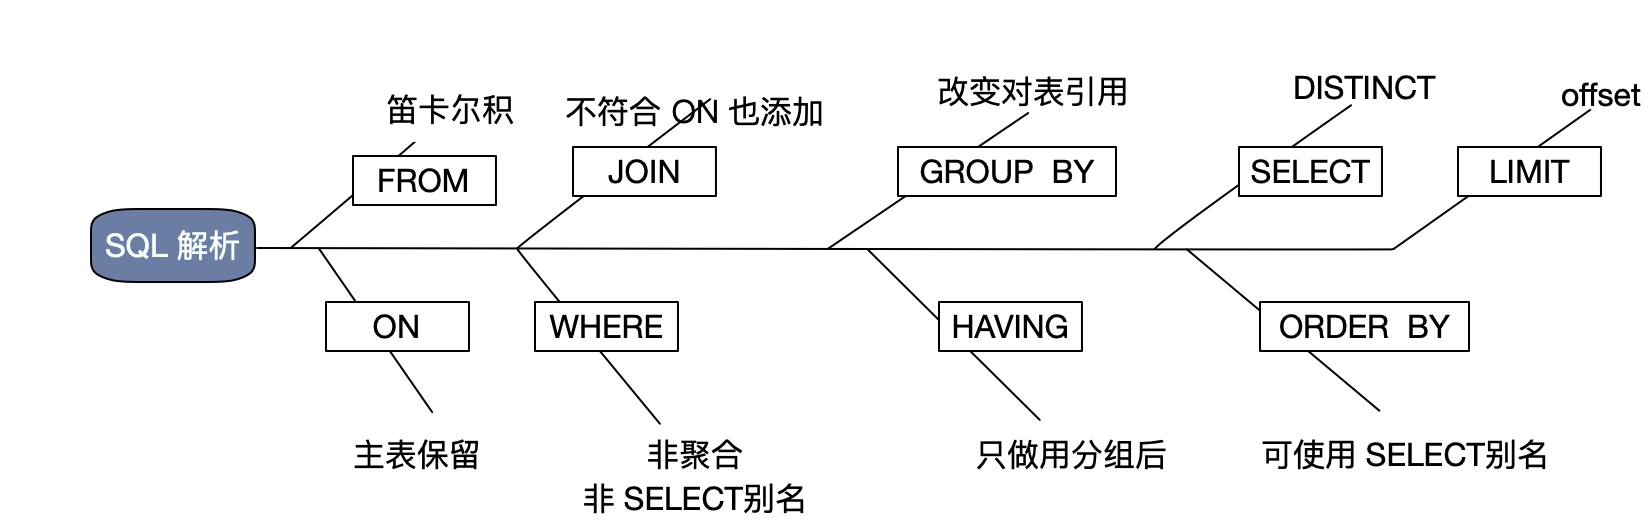 笛卡尔积
不符合 ON 也添加
改变对表引用
DISTINCT
offset
FROM
JOIN
GROUP BY
SELECT
LIMIT
SQL 解析
ON
WHERE
HAVING
ORDER BY
主表保留
非聚合
非 SELECT别名
只做用分组后
可使用 SELECT别名